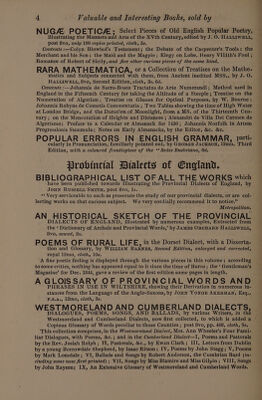 4 Valuable and Interesting Books, sold by
NUGÆ POETICÆ; Select Pieces of Old English Popular Poetry,
illustrating the Manners and Arts of the XVth Century, edited by J. O. HALLIWELL,
post 8vo, only 100 copies printed, cloth, 5s.
Contents:—Colyn Blowbol's Testament; the Debate of the Carpenter's Tools; the
Merchant and his Son; the Maid and the Magpie; Elegy on Lobe, Henry VIIIth's Fool;
Romance of Robert of Sicily, and five other curious pieces of the same kind.
RARA MATHEMATICA, or a Collection of Treatises on the Mathe-
matics and Subjects connected with them, from Ancient inedited MSS., by J. O.
HALLIWELL, 8vo, Second Edition, cloth, 3s. 6d.
Contents:—Johannis de Sacro-Bosco Tractatus de Arte Numerandi; Method used in
England in the Fifteenth Century for taking the Altitude of a Steeple; Treatise on the
Numeration of Algorism; Treatise on Glasses for Optical Purposes, by W. Bourne;
Johannis Robyns de Cometis Commentaria; Two Tables showing the time of High Water
at London Bridge, and the Duration of Moonlight, from a MS. of the Thirteenth Cen-
tury; on the Mensuration of Heights and Distances; Alexandri de Villa Dei Carmen de
Algorismo; Preface to a Calendar or Almanack for 1430; Johannis Norfolk in Artem
Progressionis Summula; Notes on Early Almanacks, by the Editor, &c. &c.
POPULAR ERRORS IN ENGLISH GRAMMAR, parti-
cularly in Pronunciation, familiarly pointed out, by GEORGE JACKSON, 12mo, Third
Edition, with a coloured frontispiece of the "Sedes Busbeiana," 6d.
Provincial Dialects of England.
BIBLIOGRAPHICAL LIST OF ALL THE WORKS which
have been published towards illustrating the Provincial Dialects of England, by
JOHN RUSSELL SMITH, post 8vo, 1s.
"Very serviceable to such as prosecute the study of our provincial dialects, or are col-
lecting works on that curious subject. We very cordially recommend it to notice."
Metropolitan.
AN HISTORICAL SKETCH OF THE PROVINCIAL
DIALECTS OF ENGLAND, illustrated by numerous examples, Extracted from
the "Dictionary of Archaic and Provincial Words," by JAMES ORCHARD HALLIWELL,
8vo, sewed, 2s.
POEMS OF RURAL LIFE, in the Dorset Dialect, with a Disserta-
tion and Glossary, by WILLIAM BARNES, Second Edition, enlarged and corrected,
royal 12mo, cloth, 10s.
A fine poetic feeling is displayed through the various pieces in this volume; according
to some critics, nothing has appeared equal to it since the time of Burns; the 'Gentleman's
Magazine' for Dec. 1844, gave a review of the first edition some pages in length.
A GLOSSARY OF PROVINCIAL WORDS AND
PHRASES IN USE IN WILTSHIRE, showing their Derivation in numerous in-
stances from the Language of the Anglo-Saxons, by JOHN YONGE AKERMAN, Esq.,
F.S.A., 12mo, cloth, 3s
WESTMORELAND AND CUMBERLAND DIALECTS,
DIALOGUES, POEMS, SONGS, AND BALLADS, by various Writers, in the
Westmoreland and Cumberland Dialects, now first collected, to which is added a
Copious Glossary of Words peculiar to those Counties; post 8vo, pp. 408, cloth, 9s.
This collection comprises, in the Westmoreland Dialect, Mrs. Ann Wheeler's Four Fami-
liar Dialogues, with Poems, &c.; and in the Cumberland Dialect—I. Poems and Pastorals
by the Rev. Josiah Relph; II. Pastorals, &c., by Ewan Clark; III. Letters from Dublin
by a young Borrowdale Shepherd, by Isaac Ritson; IV. Poems by John Stagg; V. Poems
by Mark Lonsdale; VI. Ballads and Songs by Robert Anderson, the Cumbrian Bard (in-
cluding some now first printed); VII. Songs by Miss Blamire and Miss Gilpin; VIII. Songs
by John Rayson; IX. An Extensive Glossary of Westmoreland and Cumberland Words.